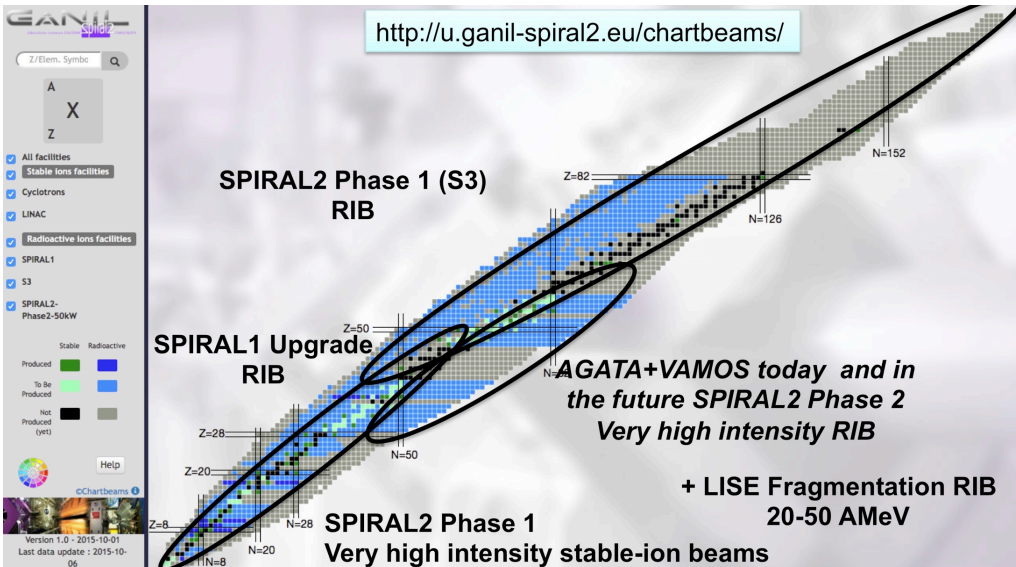 GANIL
Spiral2
http://u.ganil-spiral2.eu/chartbeams/
Z/Elem. Symbc
A
X
Z
All facilities
Stable ions facilities
Cyclotrons
LINAC
Radioactive ions facilities
SPIRAL1
S3
SPIRAL2-
Phase2-50kW
Stable Radioactive
Produced
To Be
Produced
Not
Produced
(yet)
Help
©Chartbeams
Version 1.0 - 2015-10-01
Last data update : 2015-10-
06
SPIRAL2 Phase 1 (S3)
RIB
Z=82
N=152
N=126
Z=50
SPIRAL1 Upgrade
RIB
AGATA+VAMOS today and in
the future SPIRAL2 Phase 2
Very high intensity RIB
Z=28
N=50
Z=20
+ LISE Fragmentation RIB
20-50 AMeV
Z=8
N=28
N=20
N=8
SPIRAL2 Phase 1
Very high intensity stable-ion beams